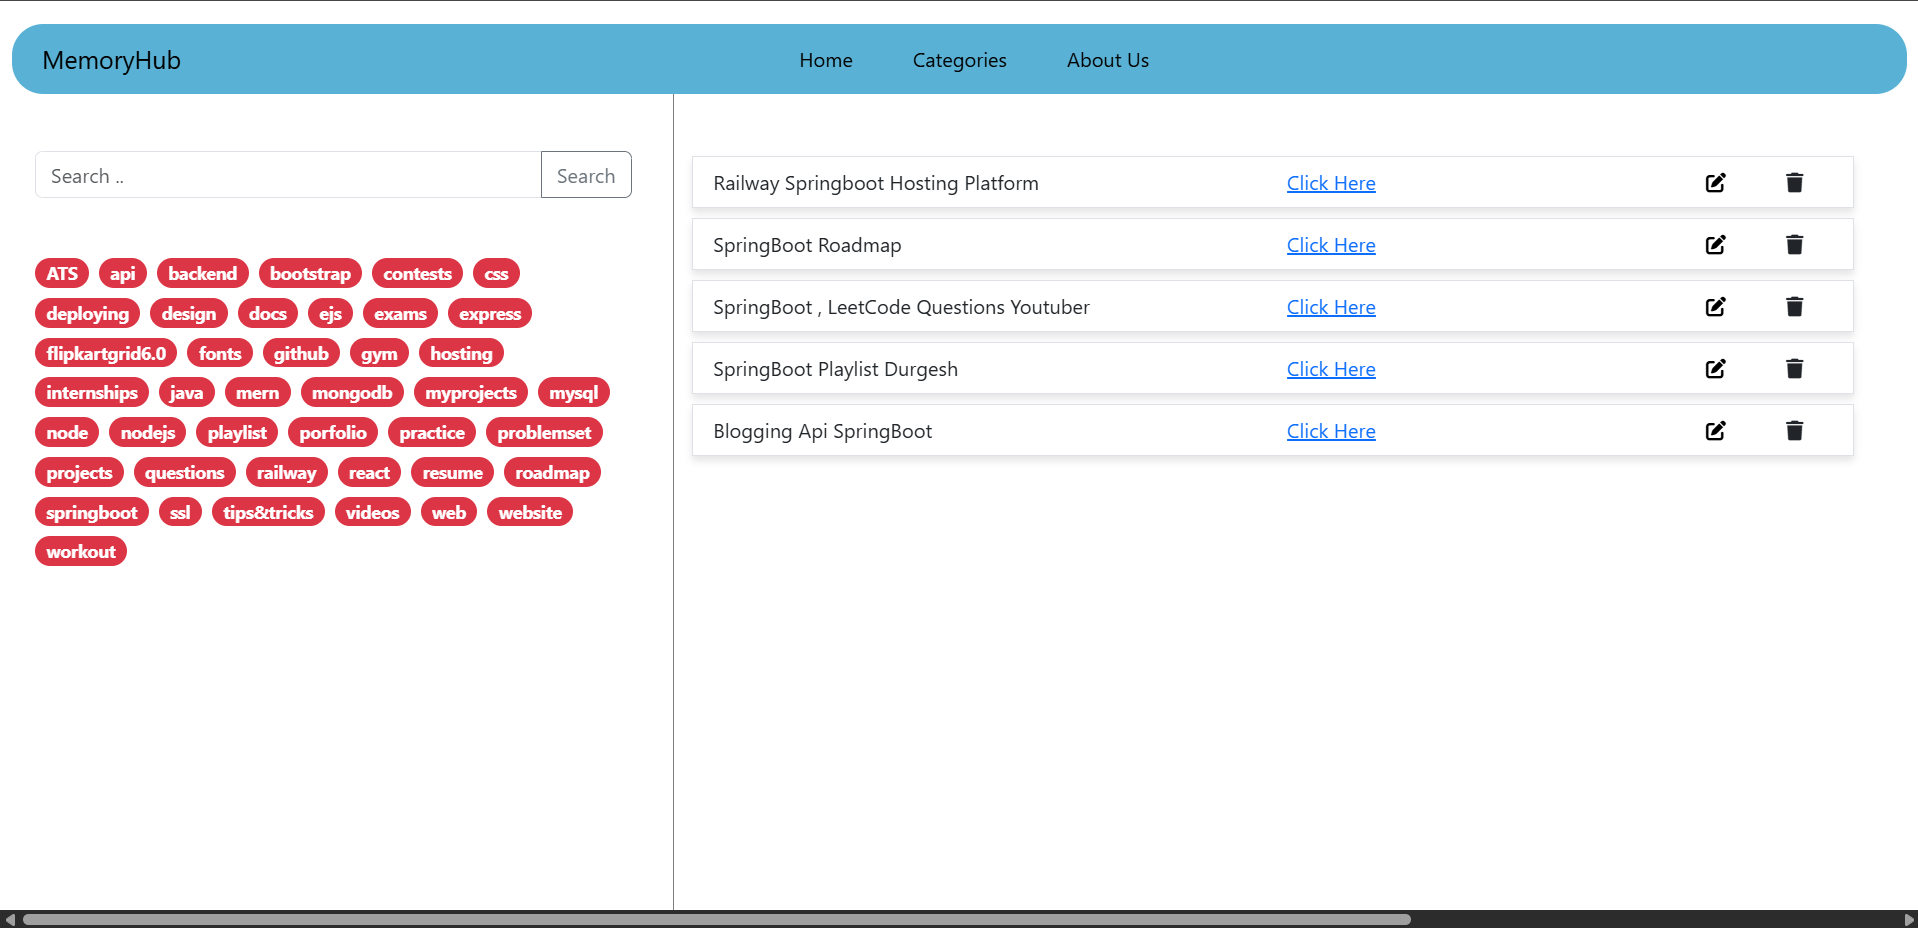 MemoryHub Home Categories About Us
Search .. Search
ATS api backend bootstrap contests css
deploying design docs ejs exams express
flipkartgrid6.0 fonts github gym hosting
internships java mern mongodb myprojects mysql
node nodejs playlist porfolio practice problemset
projects questions railway react resume roadmap
springboot ssl tips&tricks videos web website
workout
Railway Springboot Hosting Platform Click Here
SpringBoot Roadmap Click Here
SpringBoot , LeetCode Questions Youtuber Click Here
SpringBoot Playlist Durgesh Click Here
Blogging Api SpringBoot Click Here